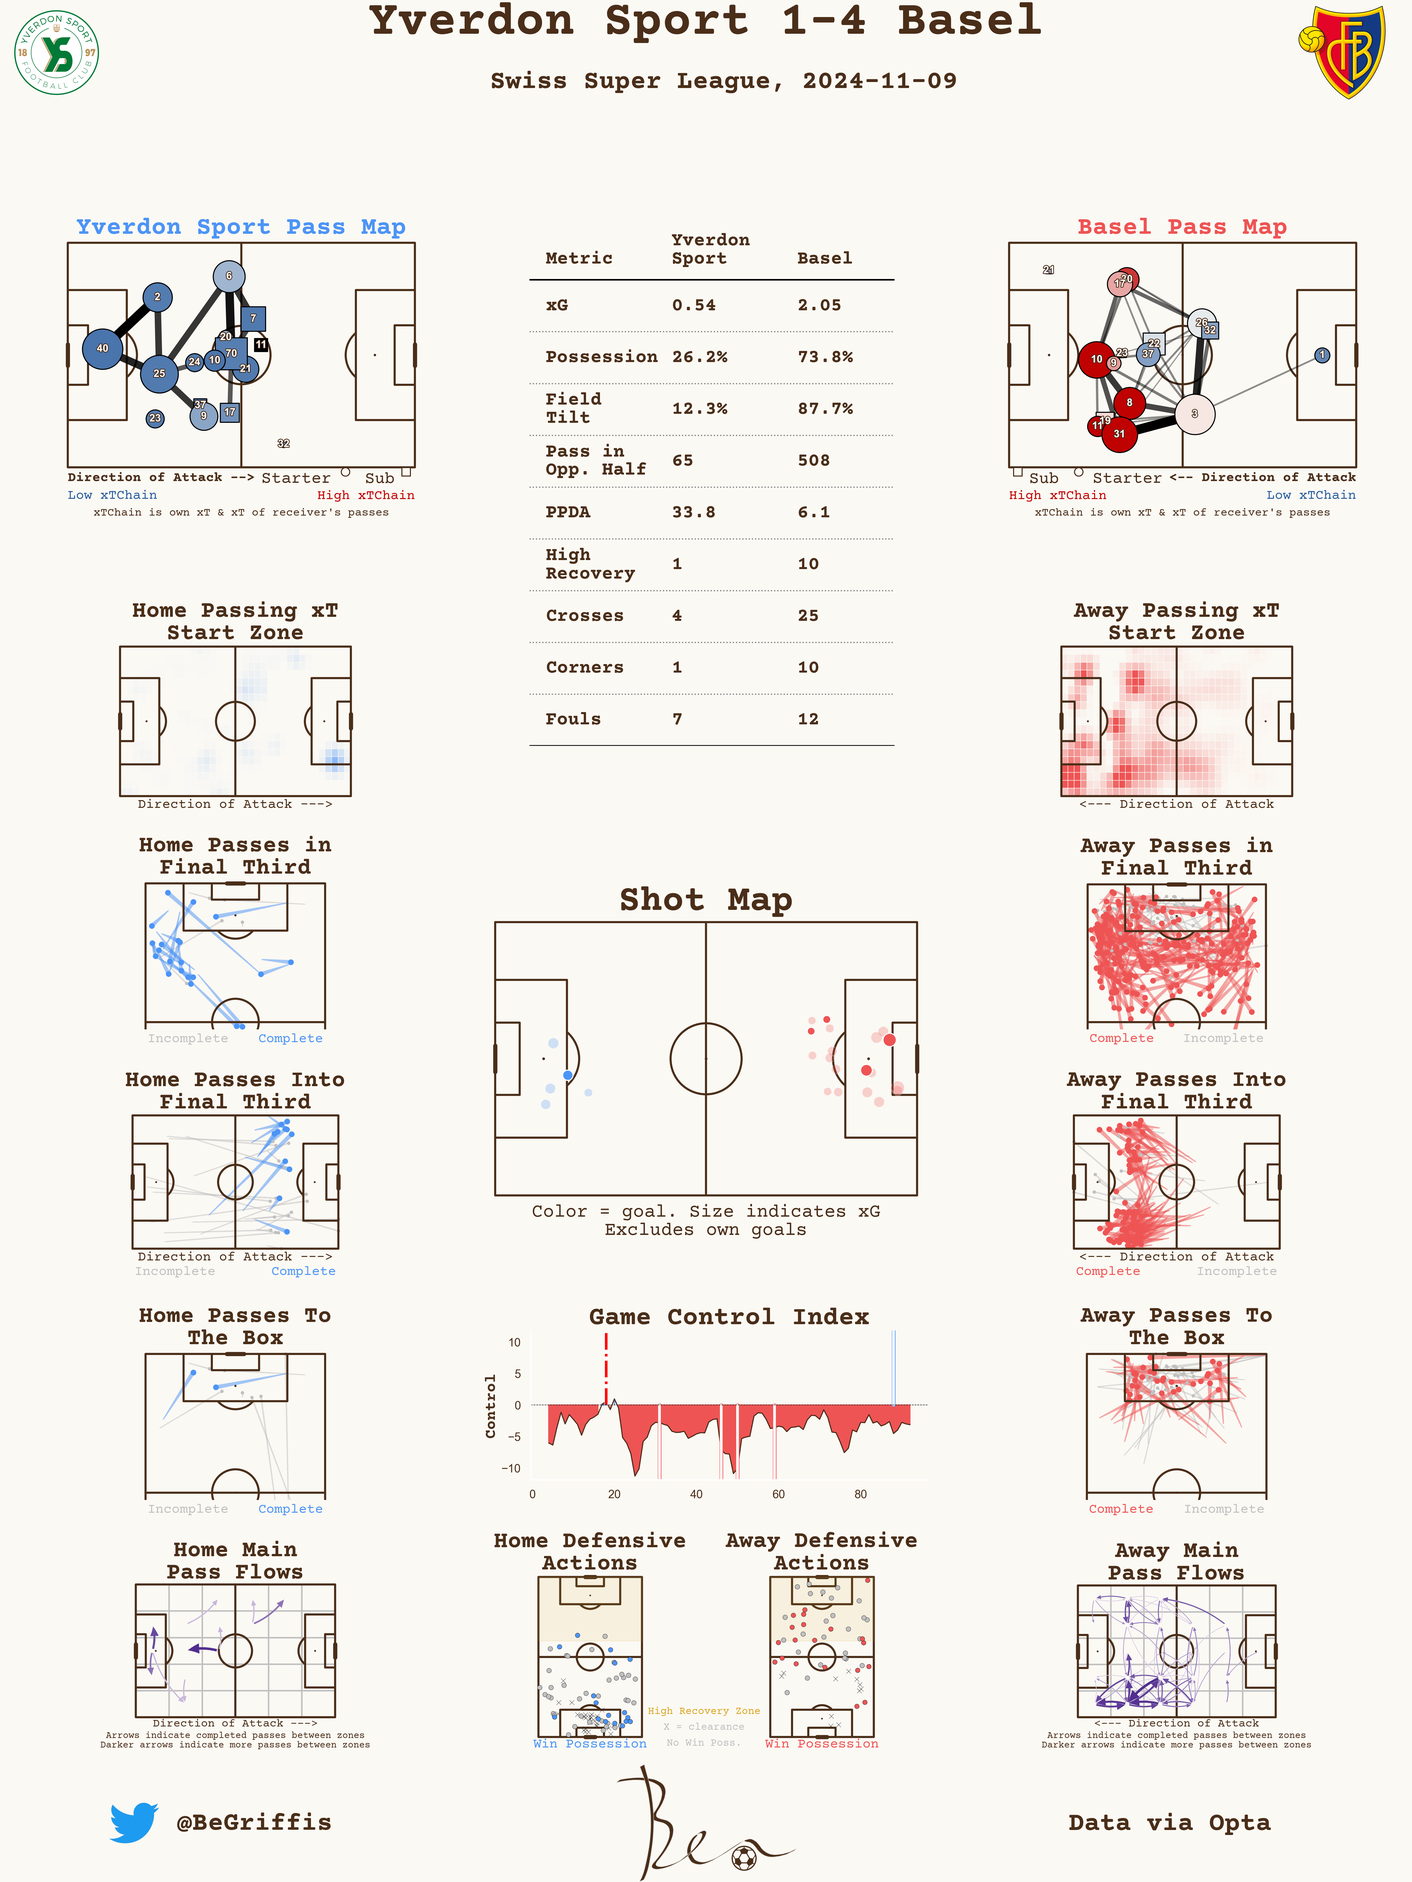 Yverdon Sport 1-4 Basel
Swiss Super League, 2024-11-09
YVERDON SPORT
18 97
FOOTBALL CLUB
FCB
Yverdon Sport Pass Map
6
2
7
20
11
40
70
24
10
21
25
37
9
17
23
32
Direction of Attack --> Starter Sub
Low xTChain High xTChain
xTChain is own xT & xT of receiver's passes
Metric Yverdon Sport Basel
xG 0.54 2.05
Possession 26.2% 73.8%
Field Tilt 12.3% 87.7%
Pass in Opp. Half 65 508
PPDA 33.8 6.1
High Recovery 1 10
Crosses 4 25
Corners 1 10
Fouls 7 12
Basel Pass Map
21
17
26
32
22
23
37
10
9
1
8
3
19
11
31
Sub Starter <-- Direction of Attack
High xTChain Low xTChain
xTChain is own xT & xT of receiver's passes
Home Passing xT
Start Zone
Direction of Attack --->
Away Passing xT
Start Zone
<--- Direction of Attack
Home Passes in
Final Third
Incomplete Complete
Away Passes in
Final Third
Complete Incomplete
Shot Map
Color = goal. Size indicates xG
Excludes own goals
Home Passes Into
Final Third
Direction of Attack --->
Incomplete Complete
Away Passes Into
Final Third
<--- Direction of Attack
Complete Incomplete
Home Passes To
The Box
Incomplete Complete
Game Control Index
Control
10
5
0
−5
−10
0 20 40 60 80
Away Passes To
The Box
Complete Incomplete
Home Main
Pass Flows
Direction of Attack --->
Arrows indicate completed passes between zones
Darker arrows indicate more passes between zones
Home Defensive
Actions
Win Possession
High Recovery Zone
X = clearance
No Win Poss.
Away Defensive
Actions
Win Possession
Away Main
Pass Flows
<--- Direction of Attack
Arrows indicate completed passes between zones
Darker arrows indicate more passes between zones
@BeGriffis
Ben
Data via Opta